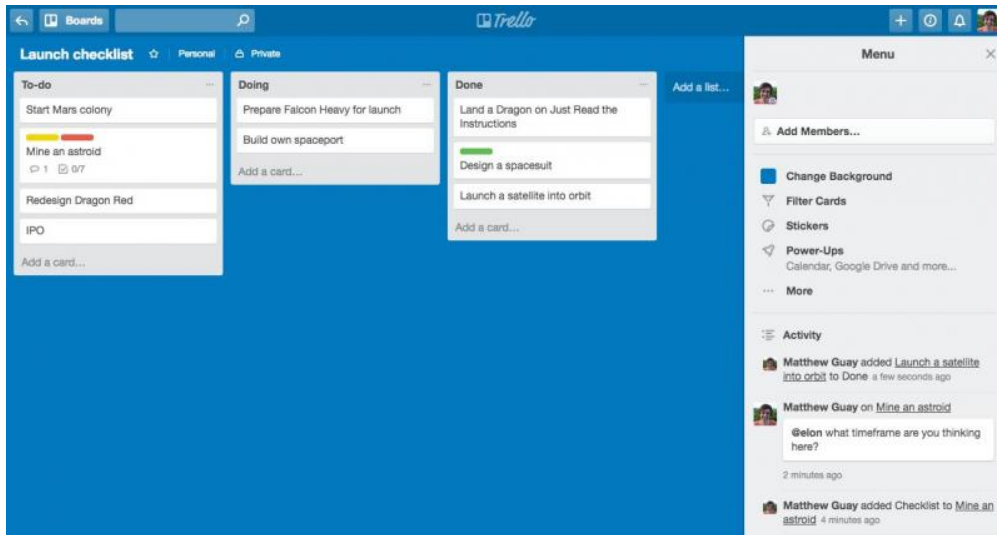 Boards
Trello
Launch checklist
Personal
Private
To-do
Start Mars colony
Mine an astroid
1 0/7
Redesign Dragon Red
IPO
Add a card...
Doing
Prepare Falcon Heavy for launch
Build own spaceport
Add a card...
Done
Land a Dragon on Just Read the
Instructions
Design a spacesuit
Launch a satellite into orbit
Add a card...
Add a list...
Menu
Add Members...
Change Background
Filter Cards
Stickers
Power-Ups
Calendar, Google Drive and more...
More
Activity
Matthew Guay added Launch a satellite
into orbit to Done a few seconds ago
Matthew Guay on Mine an astroid
@elon what timeframe are you thinking
here?
2 minutes ago
Matthew Guay added Checklist to Mine an
astroid 4 minutes ago